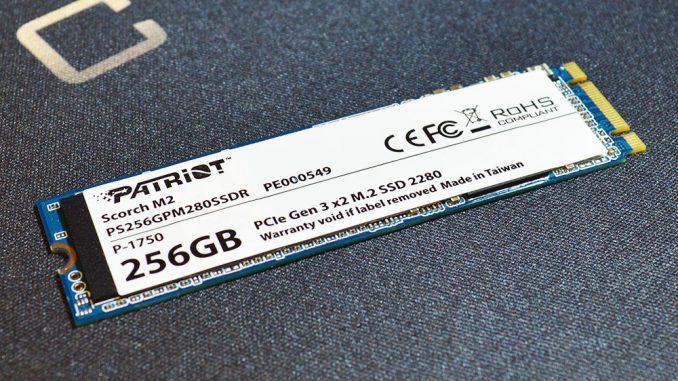 C
PATRIOT™
Scorch M2
PS256GPM280SSDR PE000549
P-1750
256GB
PCIe Gen 3 x2 M.2 SSD 2280
Warranty void if label removed Made in Taiwan
CE FC
RoHS
COMPLIANT